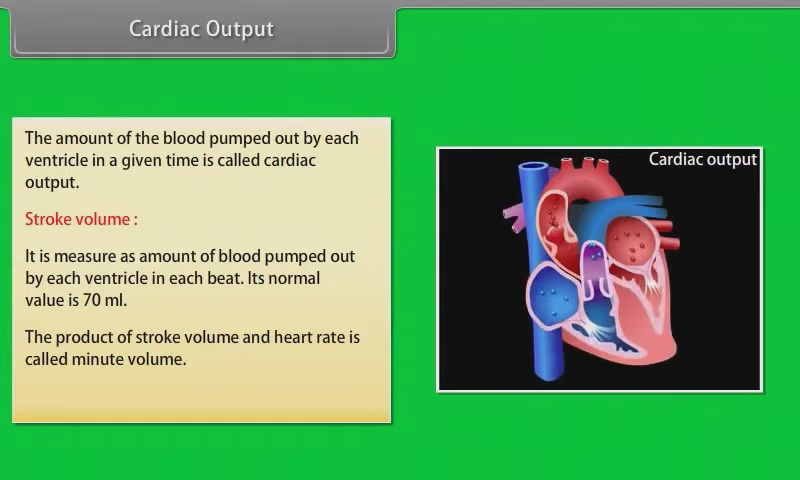 Cardiac Output
The amount of the blood pumped out by each
ventricle in a given time is called cardiac
output.
Stroke volume :
It is measure as amount of blood pumped out
by each ventricle in each beat. Its normal
value is 70 ml.
The product of stroke volume and heart rate is
called minute volume.
Cardiac output